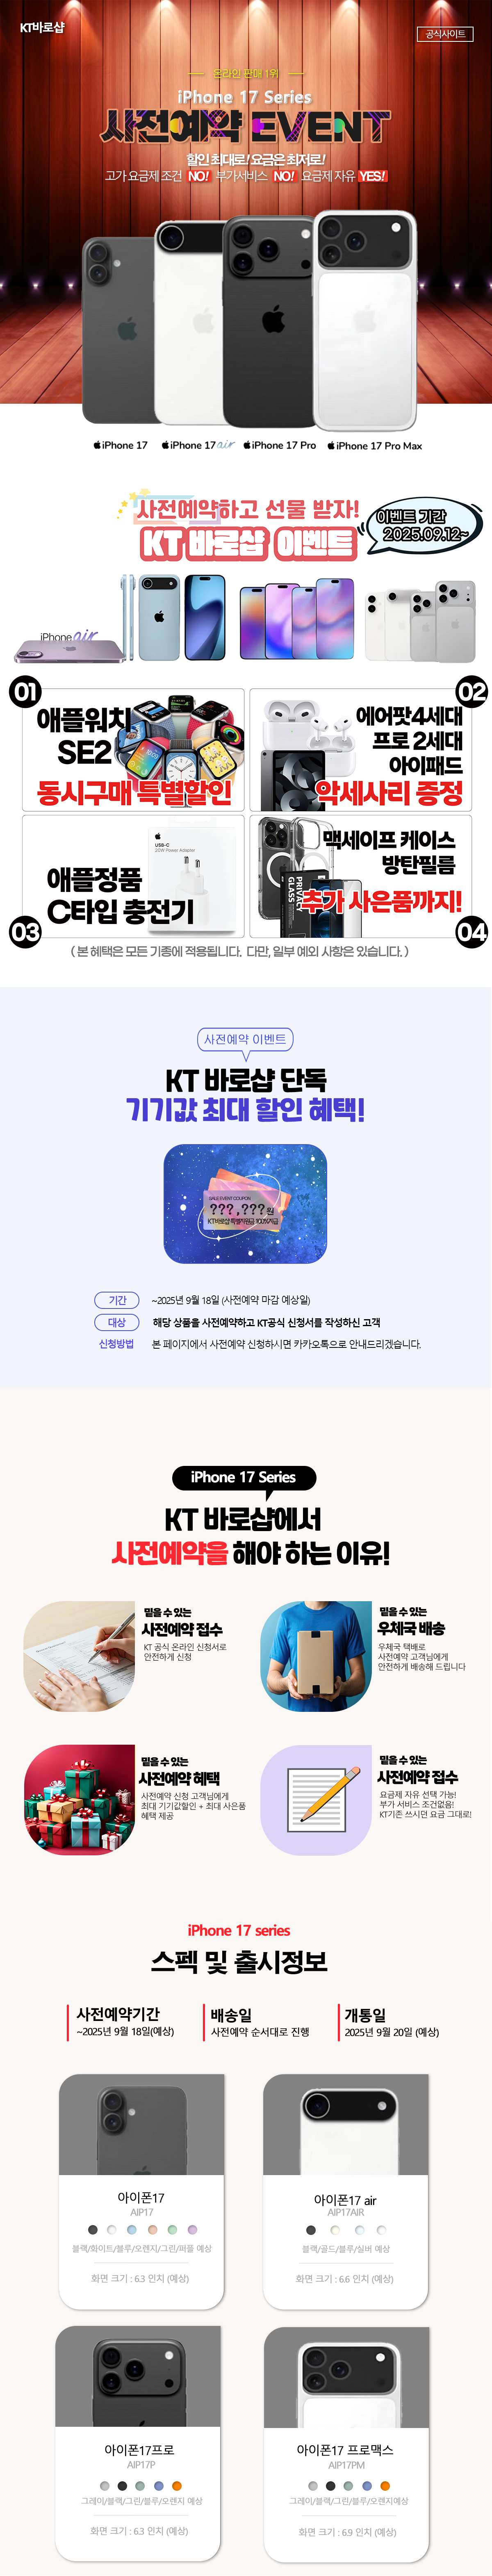 KT바로샵
공식사이트
온라인 판매 1위
iPhone 17 Series
사전예약 EVENT
할인 최대로! 요금은 최저로!
고가 요금제 조건 NO! 부가서비스 NO! 요금제 자유 YES!
iPhone 17
iPhone 17 air
iPhone 17 Pro
iPhone 17 Pro Max
사전예약하고 선물 받자!
KT 바로샵 이벤트
이벤트 기간
2025.09.12~
iPhone air
01
애플워치
SE2
동시구매 특별할인
02
에어팟4세대
프로 2세대
아이패드
악세사리 증정
03
애플정품
C타입 충전기
USB-C
20W Power Adapter
04
맥세이프 케이스
방탄필름
추가 사은품까지!
PRIVACY
GLASS
( 본 혜택은 모든 기종에 적용됩니다. 다만, 일부 예외 사항은 있습니다. )
사전예약 이벤트
KT 바로샵 단독
기기값 최대 할인 혜택!
SALE EVENT COUPON
???,???원
KT바로샵 특별지원금 100%지급
기간 ~2025년 9월 18일 (사전예약 마감 예상일)
대상 해당 상품을 사전예약하고 KT공식 신청서를 작성하신 고객
신청방법 본 페이지에서 사전예약 신청하시면 카카오톡으로 안내드리겠습니다.
iPhone 17 Series
KT 바로샵에서
사전예약을 해야 하는 이유!
믿을 수 있는
사전예약 접수
KT 공식 온라인 신청서로
안전하게 신청
믿을 수 있는
우체국 배송
우체국 택배로
사전예약 고객님에게
안전하게 배송해 드립니다
믿을 수 있는
사전예약 혜택
사전예약 신청 고객님에게
최대 기기값할인 + 최대 사은품
혜택 제공
믿을 수 있는
사전예약 접수
요금제 자유 선택 가능!
부가 서비스 조건없음!
KT기존 쓰시던 요금 그대로!
iPhone 17 series
스펙 및 출시정보
사전예약기간
~2025년 9월 18일(예상)
배송일
사전예약 순서대로 진행
개통일
2025년 9월 20일 (예상)
아이폰17
AIP17
블랙/화이트/블루/오렌지/그린/퍼플 예상
화면 크기 : 6.3 인치 (예상)
아이폰17 air
AIP17AIR
블랙/골드/블루/실버 예상
화면 크기 : 6.6 인치 (예상)
아이폰17프로
AIP17P
그레이/블랙/그린/블루/오렌지 예상
화면 크기 : 6.3 인치 (예상)
아이폰17 프로맥스
AIP17PM
그레이/블랙/그린/블루/오렌지예상
화면 크기 : 6.9 인치 (예상)